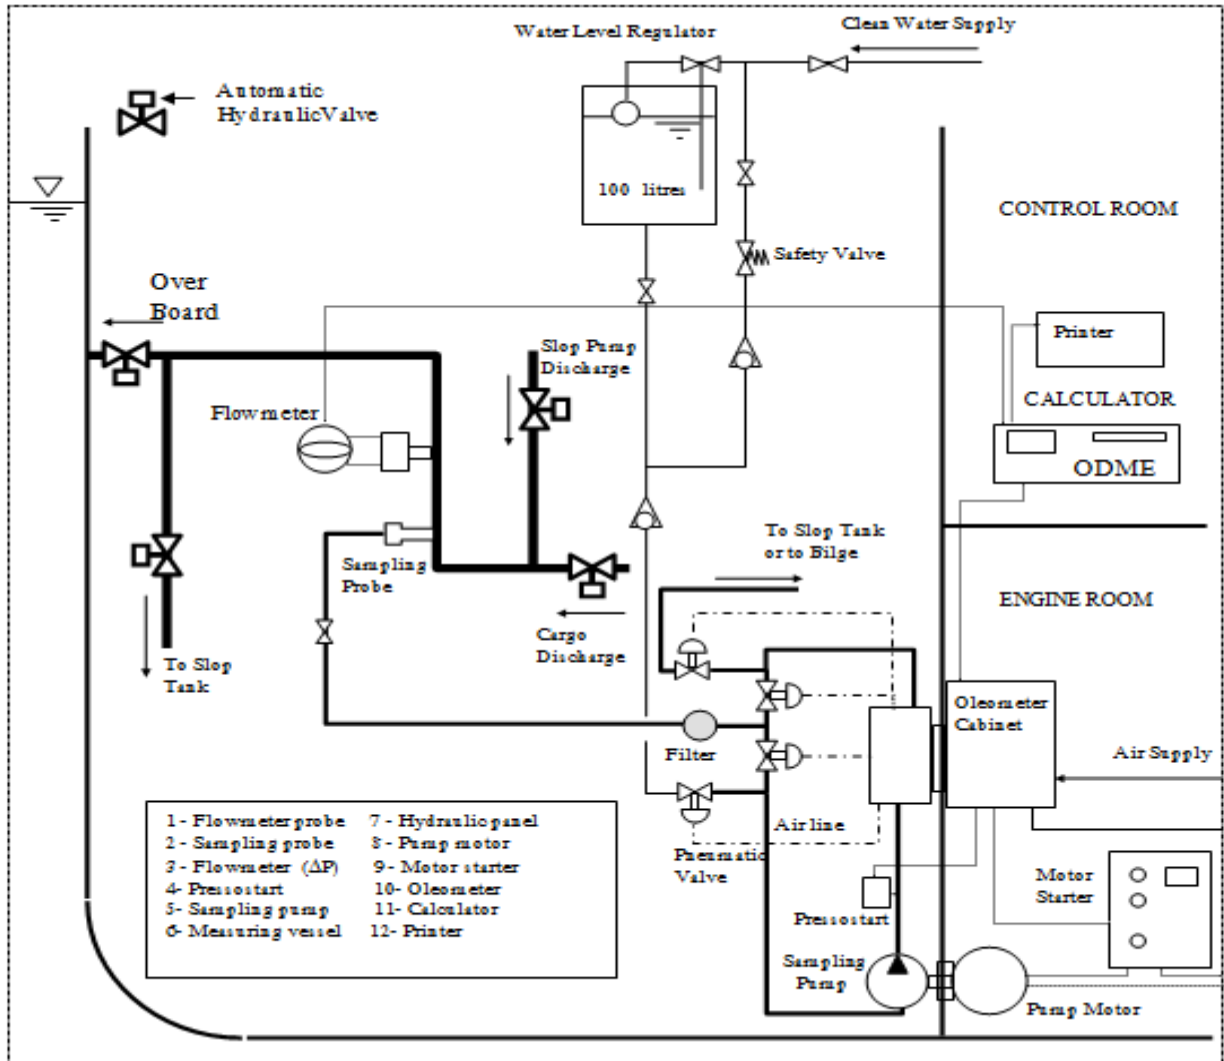 Water Level Regulator
Clean Water Supply
Automatic
Hydraulic Valve
100 litres
CONTROL ROOM
Safety Valve
Over
Board
Printer
Slop Pump
Discharge
CALCULATOR
Flowmeter
ODME
To Slop Tank
or to Bilge
Sampling
Probe
ENGINE ROOM
Cargo
Discharge
To Slop
Tank
Oleometer
Cabinet
Filter
Air Supply
1 - Flowmeter probe
2 - Sampling probe
3 - Flowmeter (ΔP)
4- Pressostart
5- Sampling pump
6- Measuring vessel
7 - Hydraulic panel
8 - Pump motor
9 - Motor starter
10- Oleometer
11- Calculator
12- Printer
Air line
Pneumatic
Valve
Motor
Starter
Pressostart
Sampling
Pump
Pump Motor